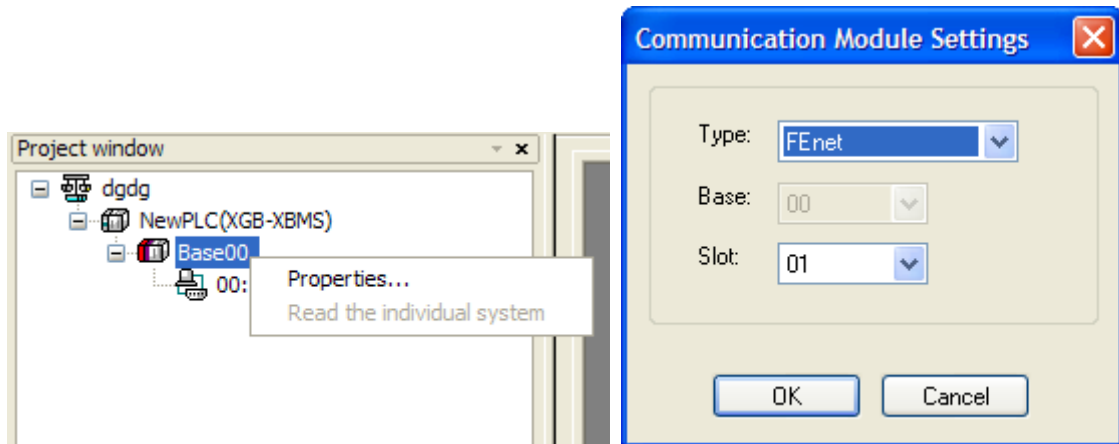 Project window
dgdg
NewPLC(XGB-XBMS)
Base00
00:
Properties...
Read the individual system
Communication Module Settings
Type: FEnet
Base: 00
Slot: 01
OK Cancel